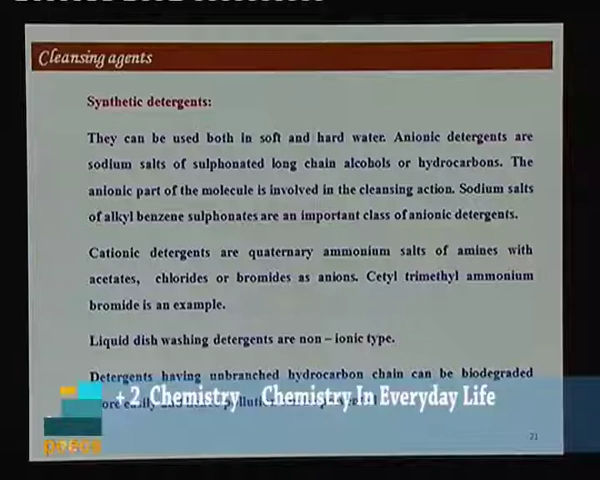 Cleansing agents
Synthetic detergents:
They can be used both in soft and hard water. Anionic detergents are
sodium salts of sulphonated long chain alcohols or hydrocarbons. The
anionic part of the molecule is involved in the cleansing action. Sodium salts
of alkyl benzene sulphonates are an important class of anionic detergents.
Cationic detergents are quaternary ammonium salts of amines with
acetates, chlorides or bromides as anions. Cetyl trimethyl ammonium
bromide is an example.
Liquid dish washing detergents are non – ionic type.
Detergents having unbranched hydrocarbon chain can be biodegraded
+ 2 Chemistry Chemistry In Everyday Life
21